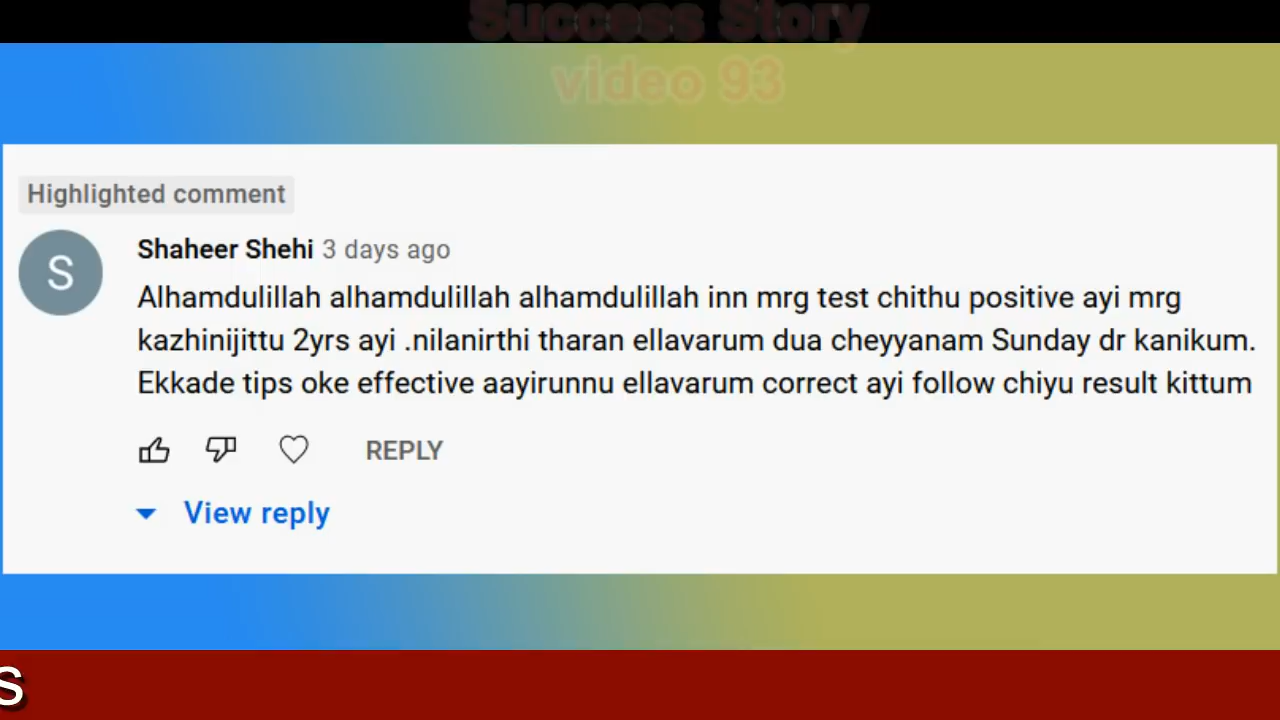 Success Story
video 93
Highlighted comment
S
Shaheer Shehi 3 days ago
Alhamdulillah alhamdulillah alhamdulillah inn mrg test chithu positive ayi mrg
kazhinijittu 2yrs ayi .nilanirthi tharan ellavarum dua cheyyanam Sunday dr kanikum.
Ekkade tips oke effective aayirunnu ellavarum correct ayi follow chiyu result kittum
REPLY
View reply
s